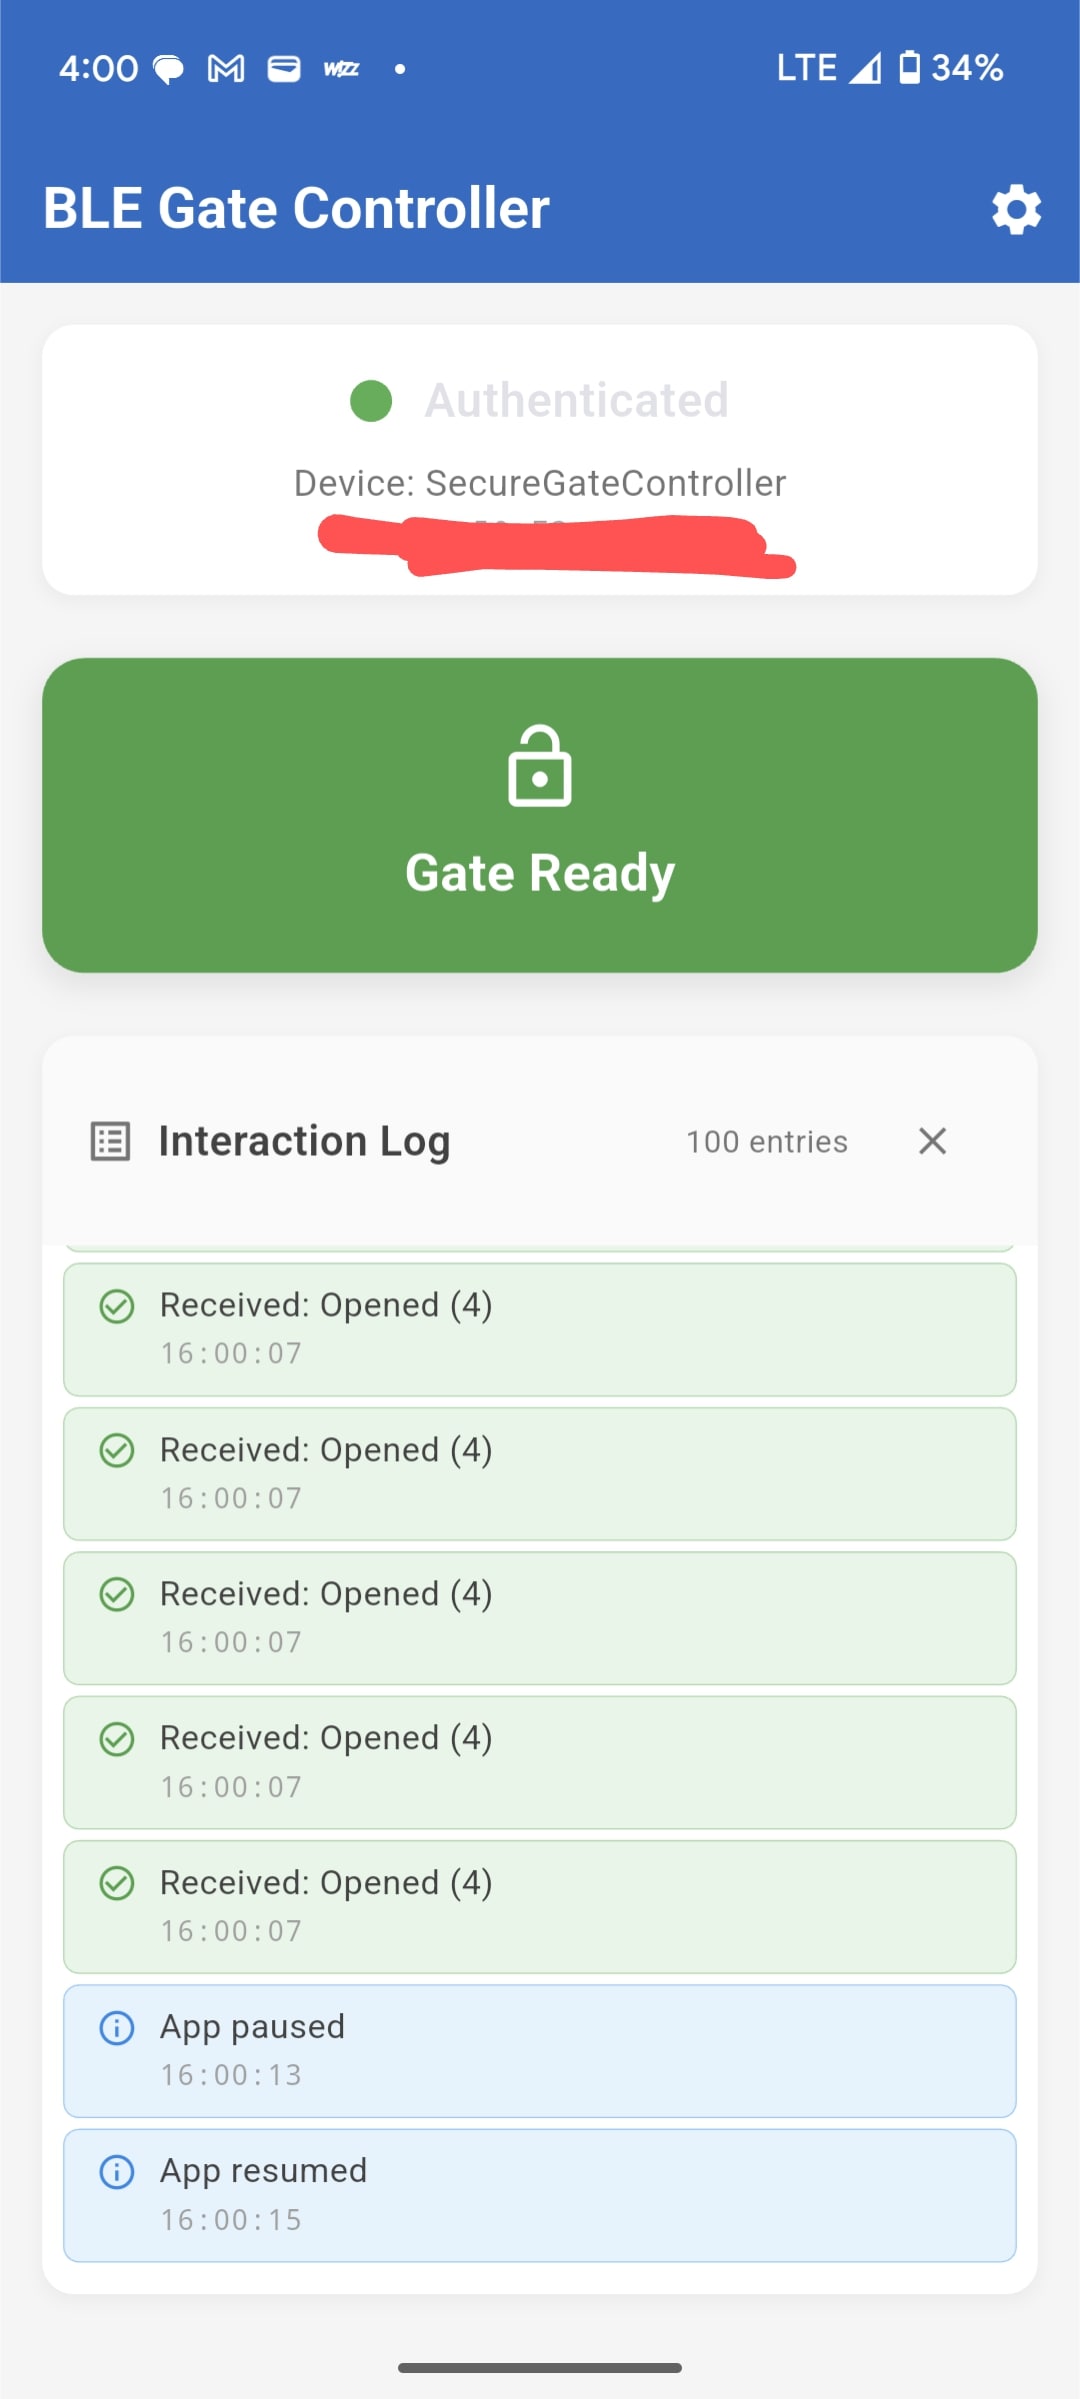 4:00 wizz LTE 34%
BLE Gate Controller
Authenticated
Device: SecureGateController
Gate Ready
Interaction Log 100 entries
Received: Opened (4)
16:00:07
Received: Opened (4)
16:00:07
Received: Opened (4)
16:00:07
Received: Opened (4)
16:00:07
Received: Opened (4)
16:00:07
App paused
16:00:13
App resumed
16:00:15